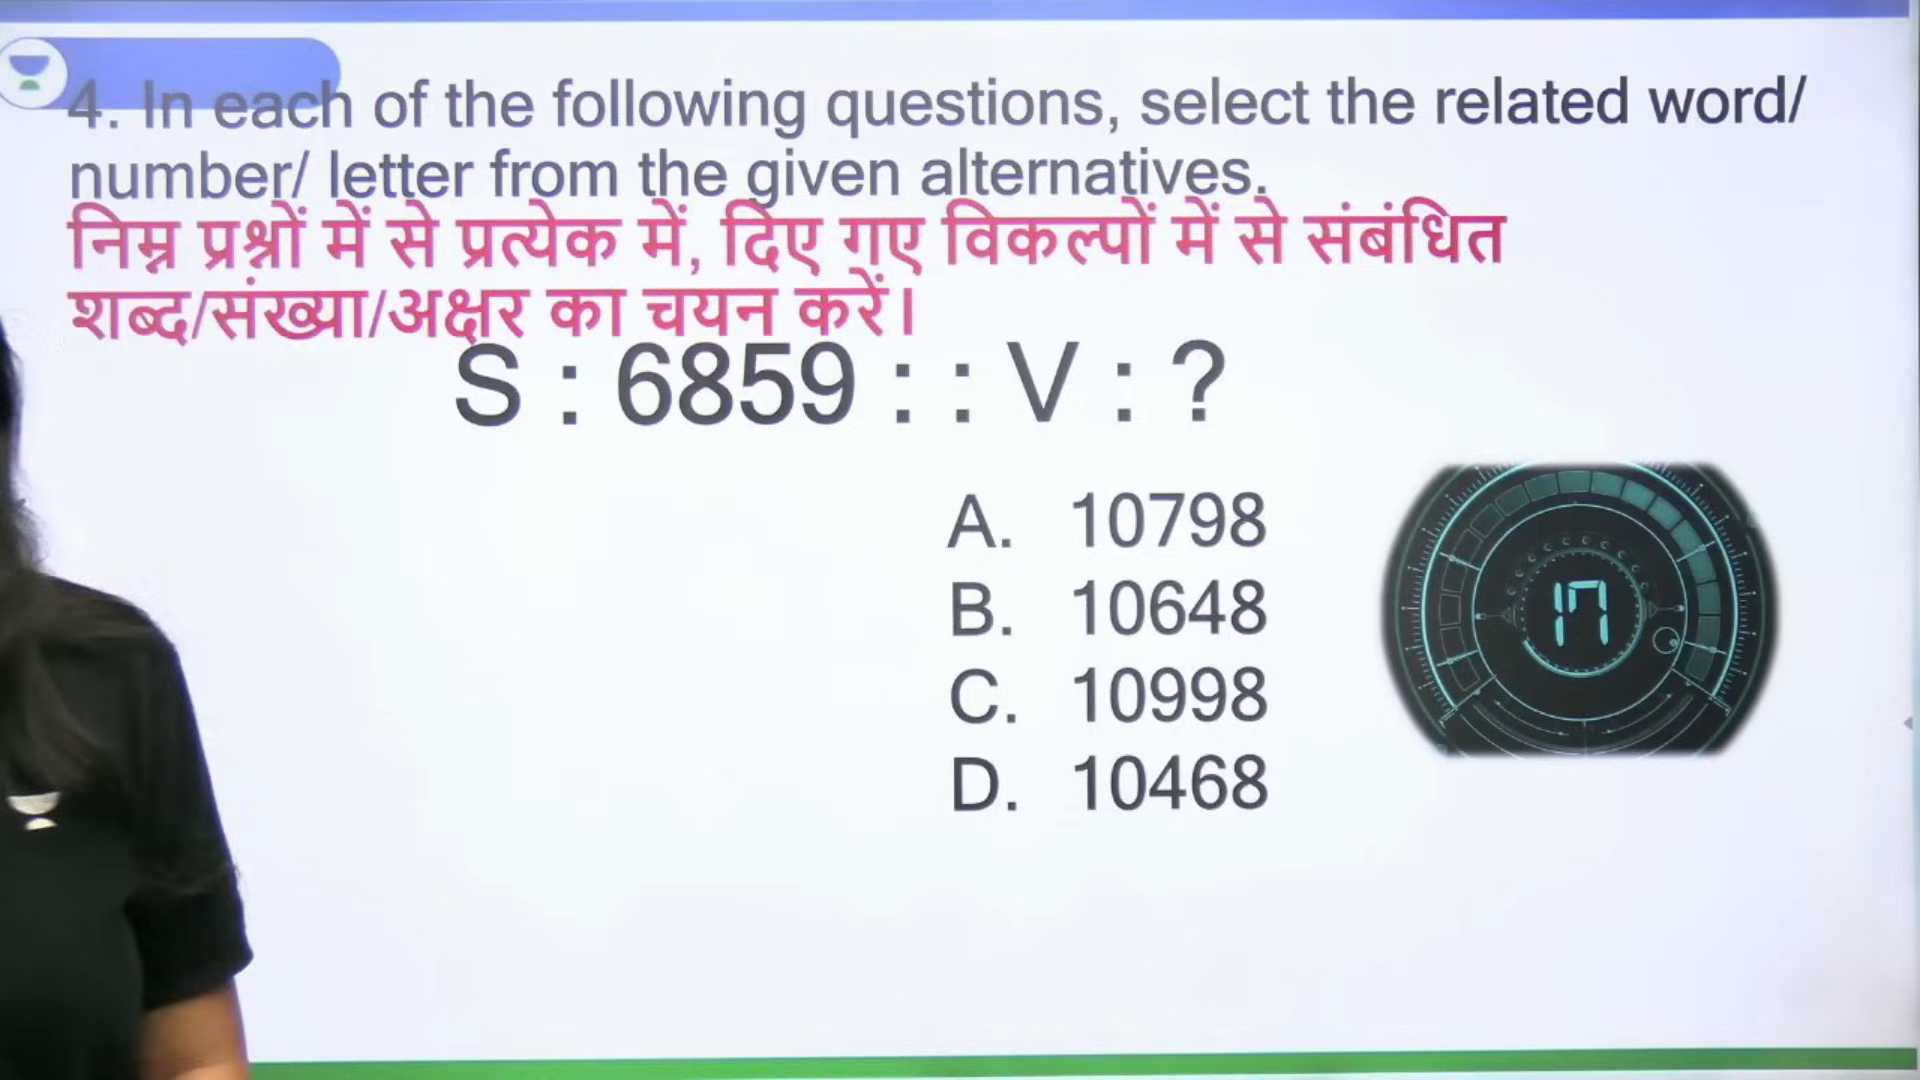 4. In each of the following questions, select the related word/
number/ letter from the given alternatives.
निम्न प्रश्नों में से प्रत्येक में, दिए गए विकल्पों में से संबंधित
शब्द/संख्या/अक्षर का चयन करें।
S : 6859 : : V : ?
A. 10798
B. 10648
C. 10998
D. 10468
17